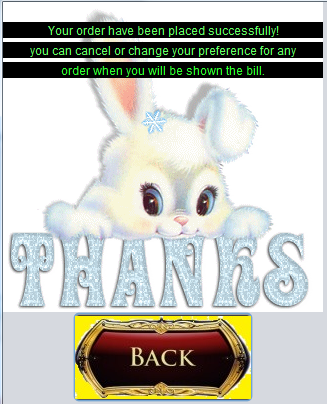 Your order have been placed successfully!
you can cancel or change your preference for any
order when you will be shown the bill.
THANKS
BACK